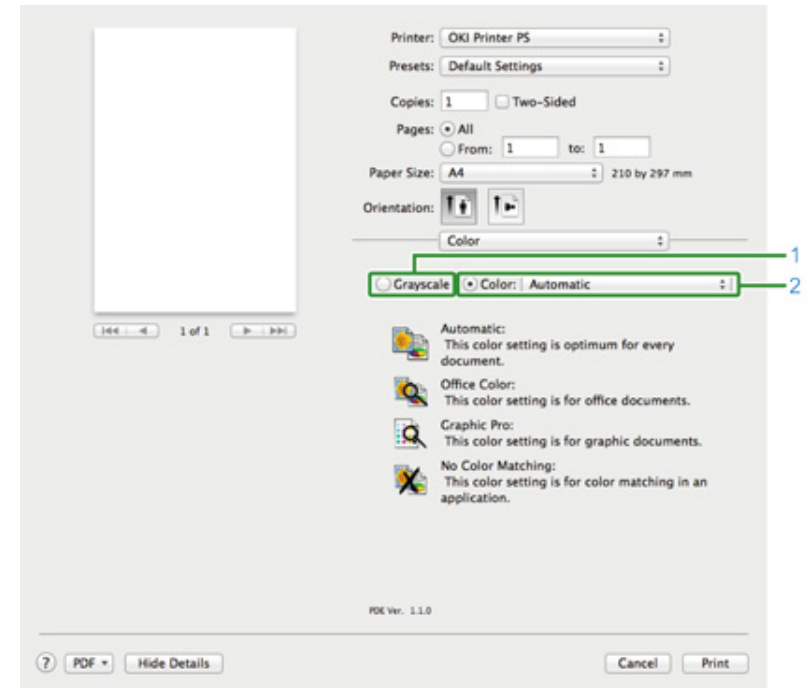 Printer: OKI Printer PS
Presets: Default Settings
Copies: 1 Two-Sided
Pages: All
From: 1 to: 1
Paper Size: A4 210 by 297 mm
Orientation:
Color
1
Grayscale Color: Automatic
2
1 of 1
Automatic:
This color setting is optimum for every
document.
Office Color:
This color setting is for office documents.
Graphic Pro:
This color setting is for graphic documents.
No Color Matching:
This color setting is for color matching in an
application.
PDE Ver. 1.1.0
? PDF Hide Details Cancel Print